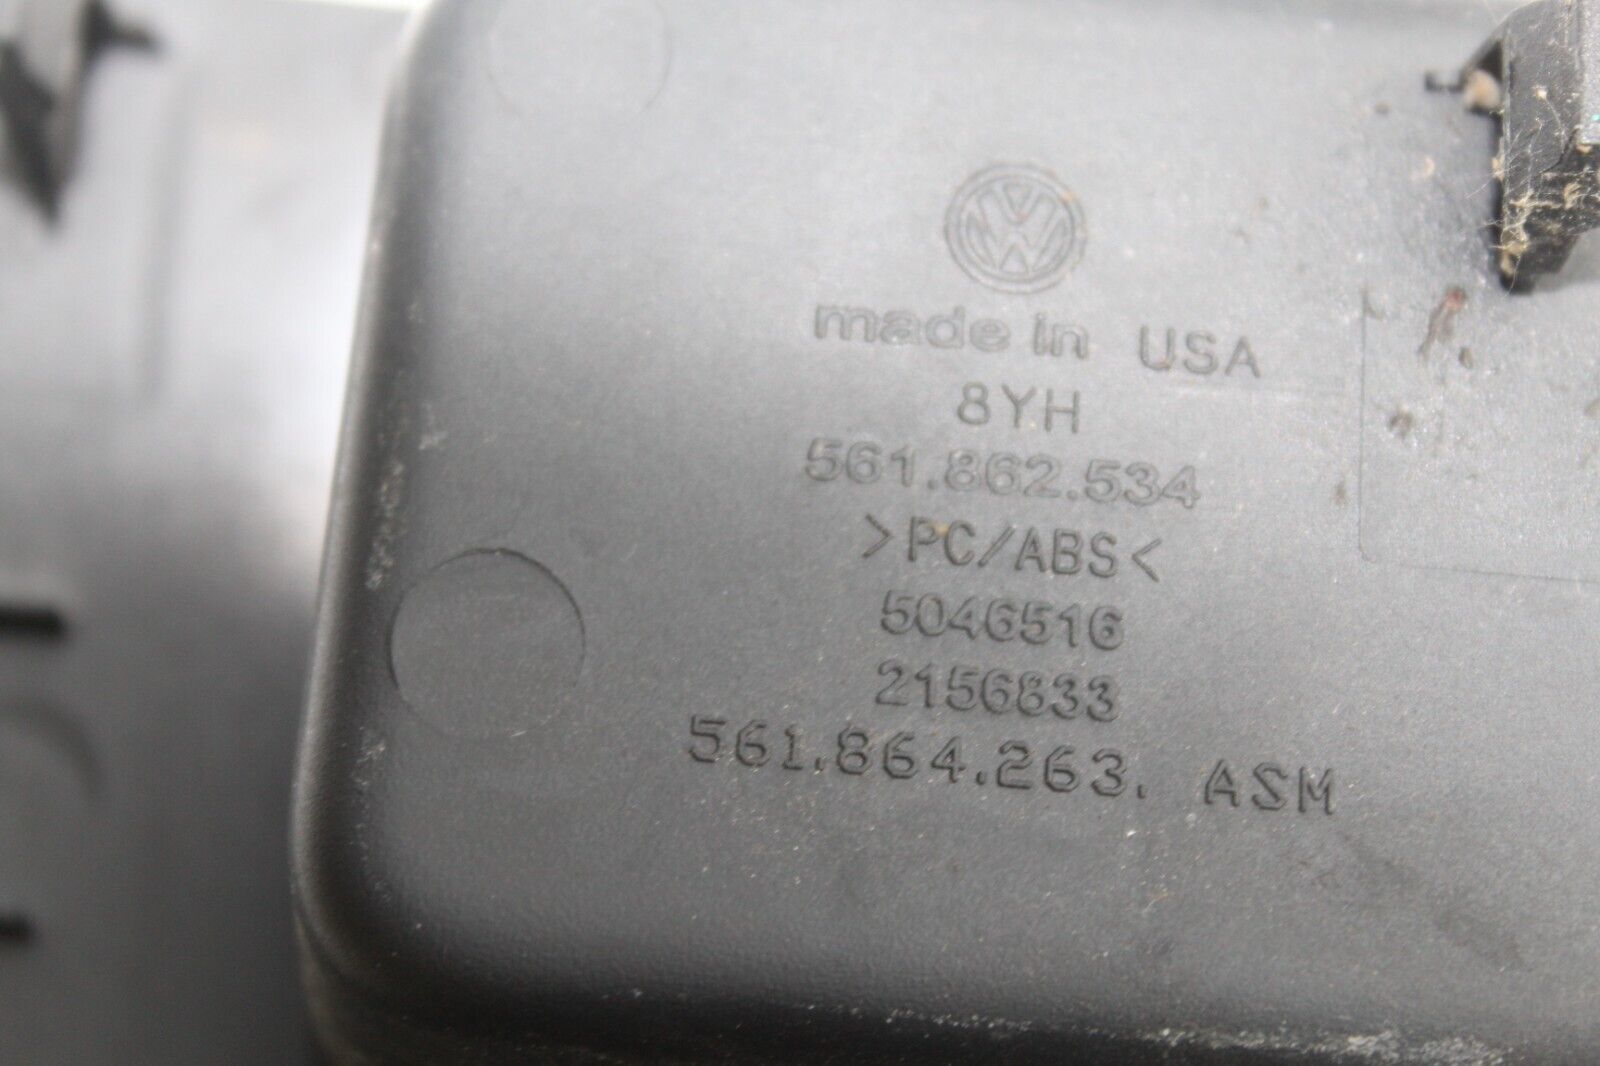 made in USA
8YH
561.862.534
>PC/ABS<
5046516
2156833
561.864.263. ASM